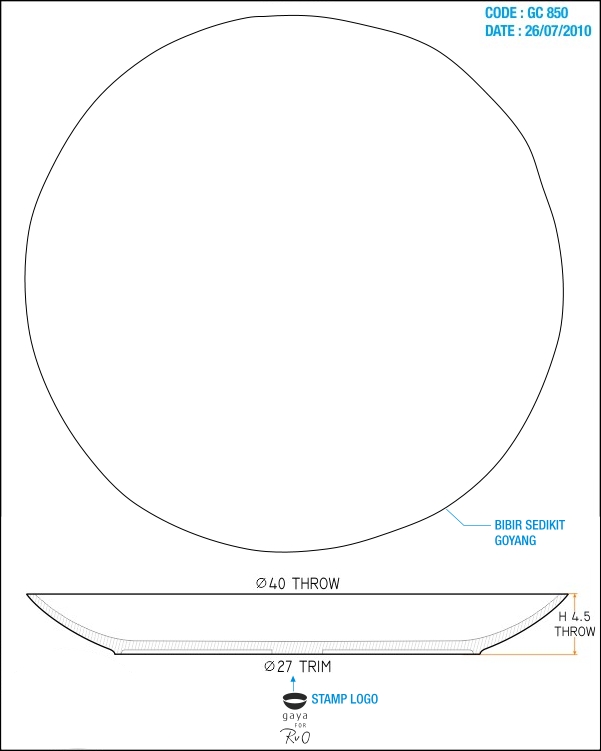 CODE : GC 850
DATE : 26/07/2010
BIBIR SEDIKIT
GOYANG
Ø40 THROW
H 4.5
THROW
Ø27 TRIM
STAMP LOGO
gaya
FOR
RvO